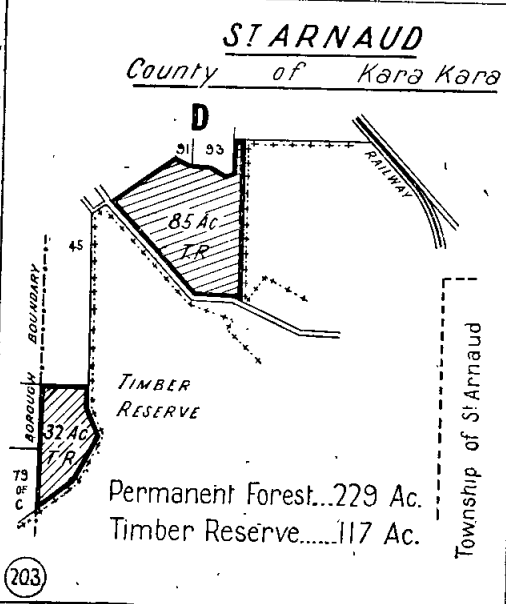 ST ARNAUD
County of Kara Kara
D
91 93
RAILWAY
85 Ac
T.R
45
BOROUGH BOUNDARY
TIMBER
RESERVE
32 Ac
T R
79
OF
C
Permanent Forest...229 Ac.
Timber Reserve......117 Ac.
Township of St Arnaud
203